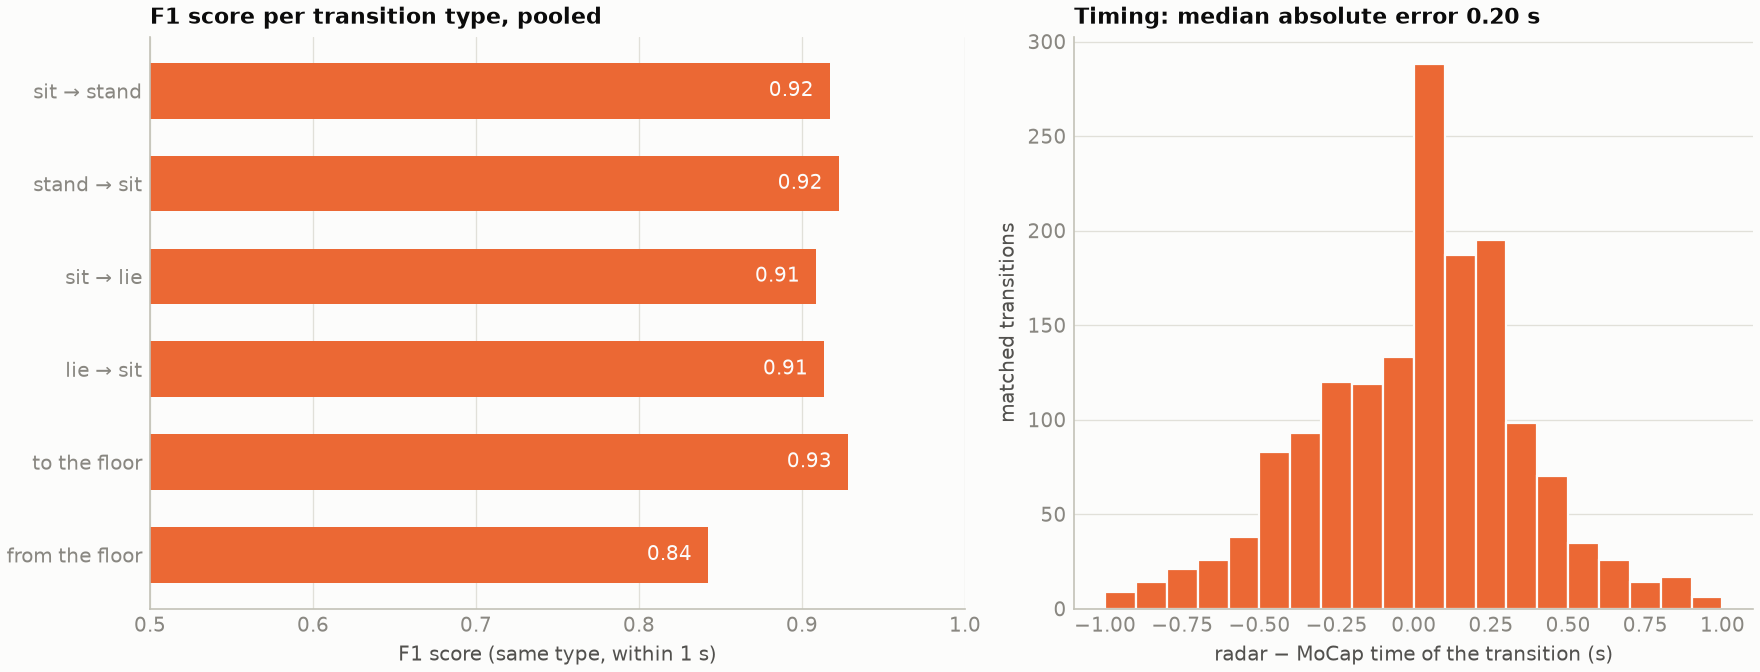 F1 score per transition type, pooled
sit → stand
0.92
stand → sit
0.92
sit → lie
0.91
lie → sit
0.91
to the floor
0.93
from the floor
0.84
0.5 0.6 0.7 0.8 0.9 1.0
F1 score (same type, within 1 s)
Timing: median absolute error 0.20 s
300
250
200
150
100
50
0
matched transitions
−1.00 −0.75 −0.50 −0.25 0.00 0.25 0.50 0.75 1.00
radar − MoCap time of the transition (s)